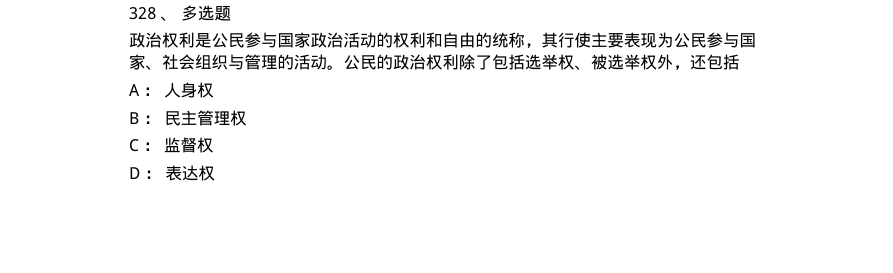 328 、 多选题
政治权利是公民参与国家政治活动的权利和自由的统称，其行使主要表现为公民参与国
家、社会组织与管理的活动。公民的政治权利除了包括选举权、被选举权外，还包括
A： 人身权
B： 民主管理权
C： 监督权
D： 表达权